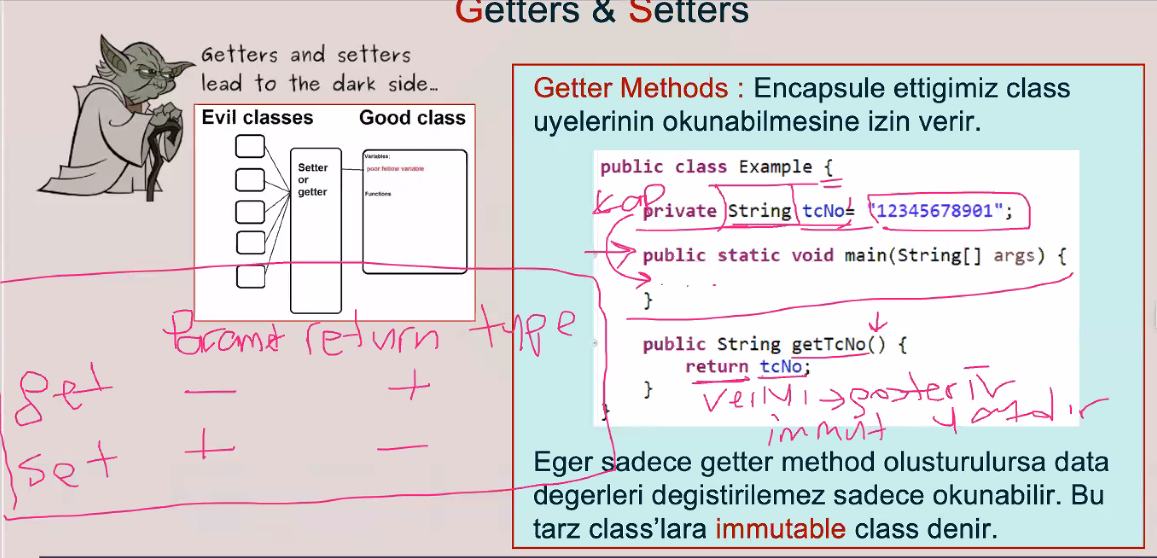 Getters & Setters
Getters and setters
lead to the dark side...
Evil classes
Good class
Setter
or
getter
Variables:
poor fellow variable
Functions
Getter Methods : Encapsule ettigimiz class
uyelerinin okunabilmesine izin verir.
public class Example {
kap
private String tcNo= "12345678901";
public static void main(String[] args) {
}
public String getTcNo() {
return tcNo;
}
}
veriyi → gosterir
immut
Eger sadece getter method olusturulursa data
degerleri degistirilemez sadece okunabilir. Bu
tarz class'lara immutable class denir.
return type
get - +
set + -